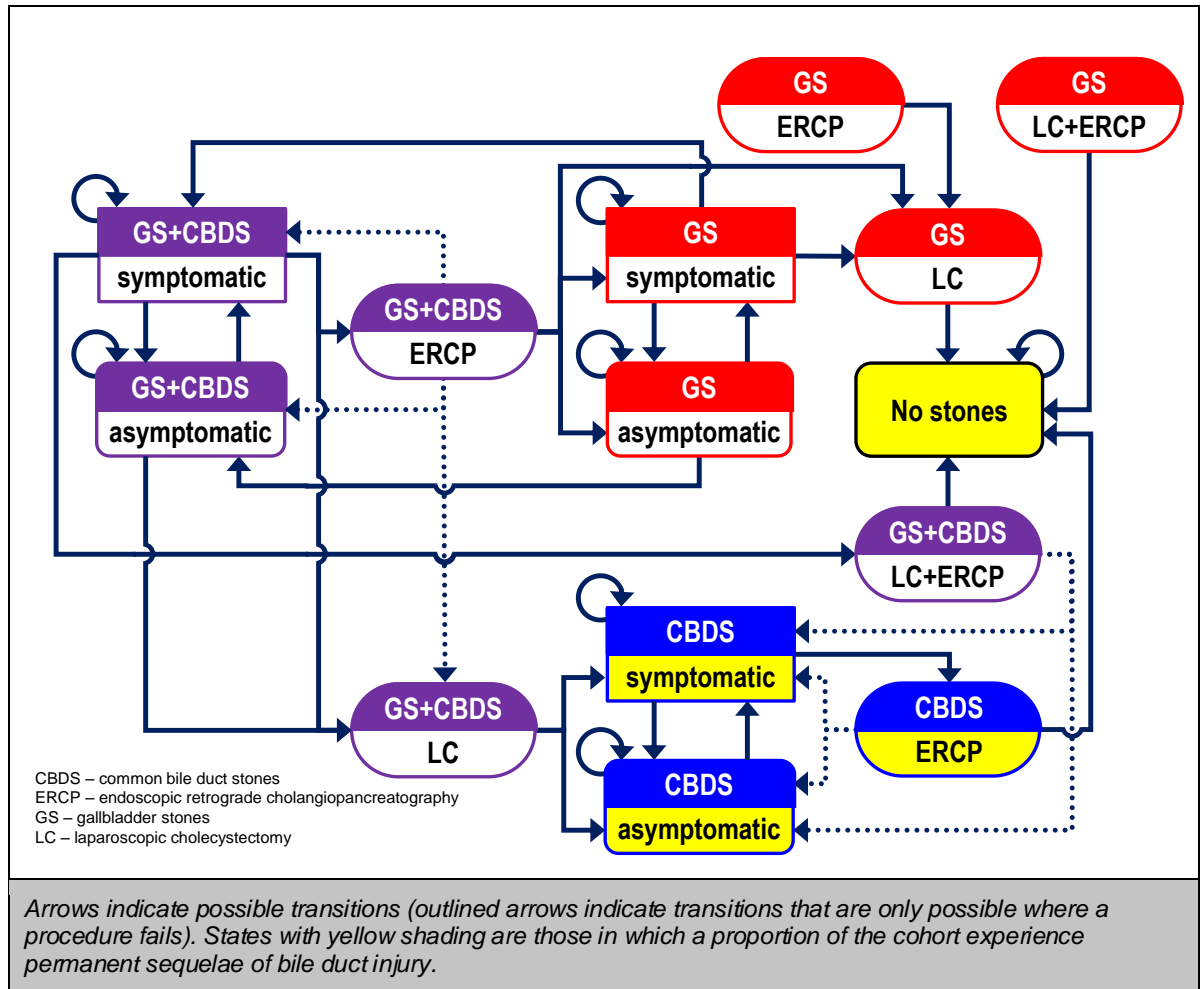 GS
ERCP
GS
LC+ERCP
GS+CBDS
symptomatic
GS
symptomatic
GS
LC
GS+CBDS
ERCP
GS+CBDS
asymptomatic
GS
asymptomatic
No stones
GS+CBDS
LC+ERCP
CBDS
symptomatic
GS+CBDS
LC
CBDS
ERCP
CBDS
asymptomatic
CBDS – common bile duct stones
ERCP – endoscopic retrograde cholangiopancreatography
GS – gallbladder stones
LC – laparoscopic cholecystectomy
Arrows indicate possible transitions (outlined arrows indicate transitions that are only possible where a
procedure fails). States with yellow shading are those in which a proportion of the cohort experience
permanent sequelae of bile duct injury.